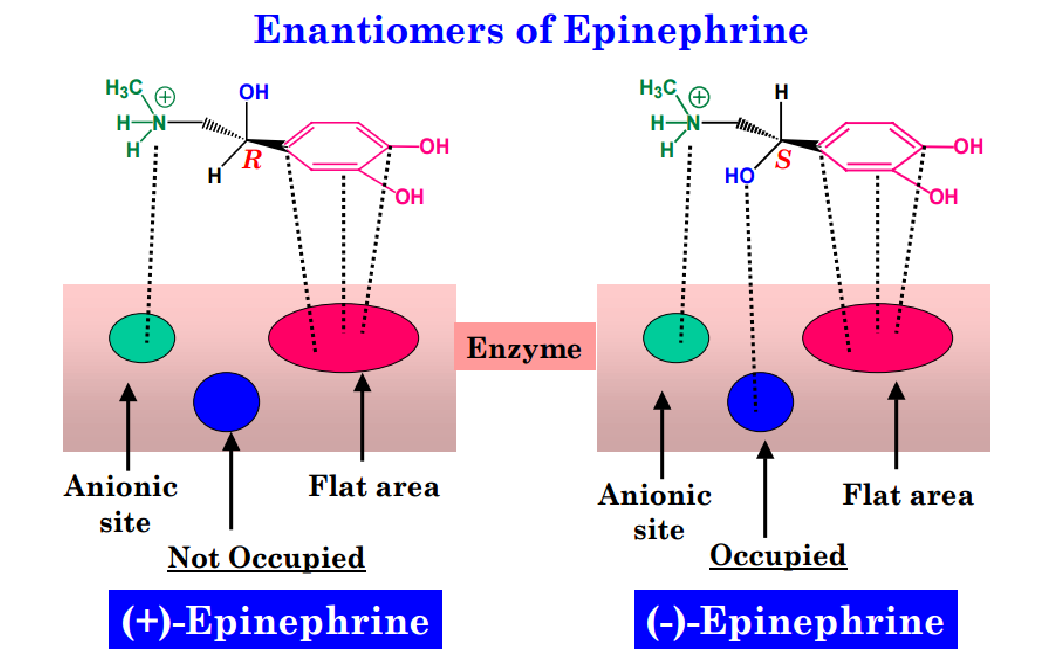 Enantiomers of Epinephrine
H₃C ⊕
OH
H–N
H
H
R
OH
OH
H₃C ⊕
H
H–N
H
HO
S
OH
OH
Enzyme
Anionic
site
Flat area
Not Occupied
Anionic
site
Flat area
Occupied
(+)-Epinephrine
(-)-Epinephrine